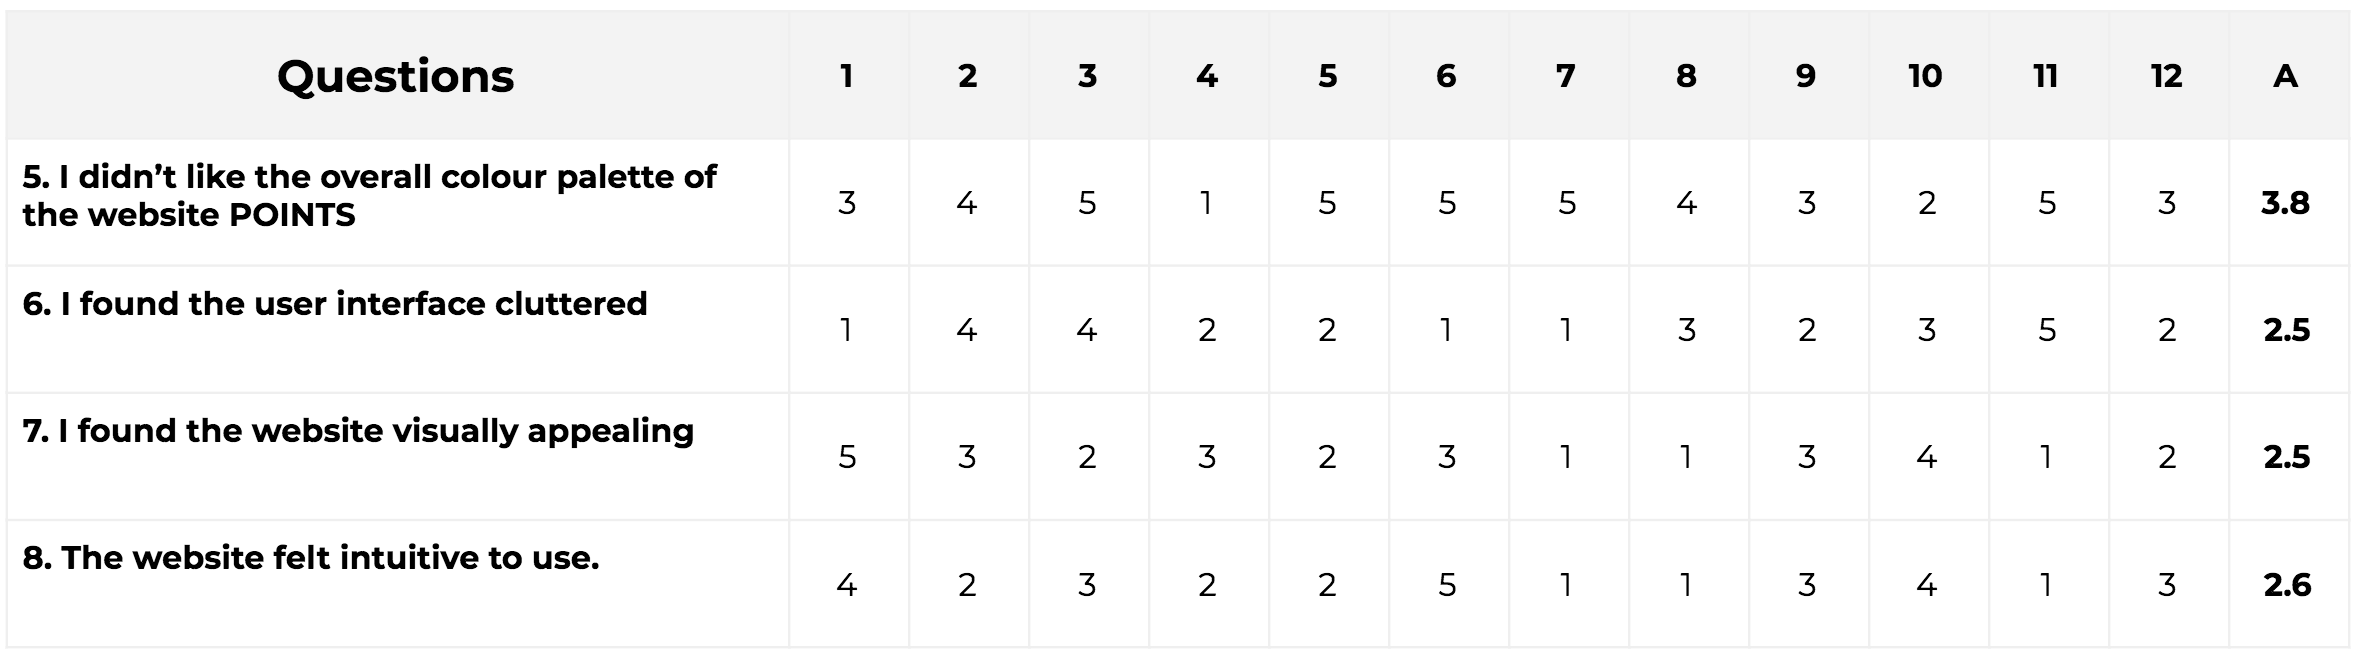 Questions 1 2 3 4 5 6 7 8 9 10 11 12 A
5. I didn’t like the overall colour palette of
the website POINTS 3 4 5 1 5 5 5 4 3 2 5 3 3.8
6. I found the user interface cluttered 1 4 4 2 2 1 1 3 2 3 5 2 2.5
7. I found the website visually appealing 5 3 2 3 2 3 1 1 3 4 1 2 2.5
8. The website felt intuitive to use. 4 2 3 2 2 5 1 1 3 4 1 3 2.6